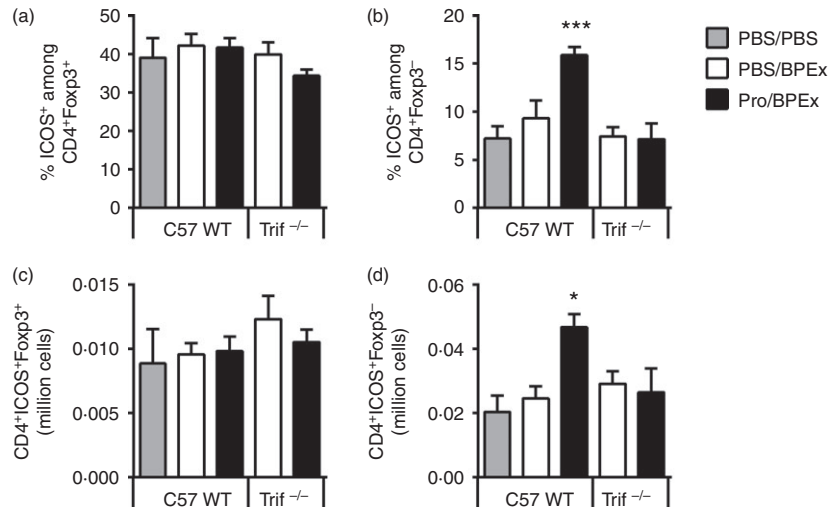 (a)
50
40
30
20
10
0
% ICOS⁺ among
CD4⁺Foxp3⁺
C57 WT
Trif ⁻/⁻
(b)
20
15
10
5
0
% ICOS⁺ among
CD4⁺Foxp3⁻
***
C57 WT
Trif ⁻/⁻
PBS/PBS
PBS/BPEx
Pro/BPEx
(c)
0·015
0·010
0·005
0·000
CD4⁺ICOS⁺Foxp3⁺
(million cells)
C57 WT
Trif ⁻/⁻
(d)
0·06
0·04
0·02
0·00
CD4⁺ICOS⁺Foxp3⁻
(million cells)
*
C57 WT
Trif ⁻/⁻